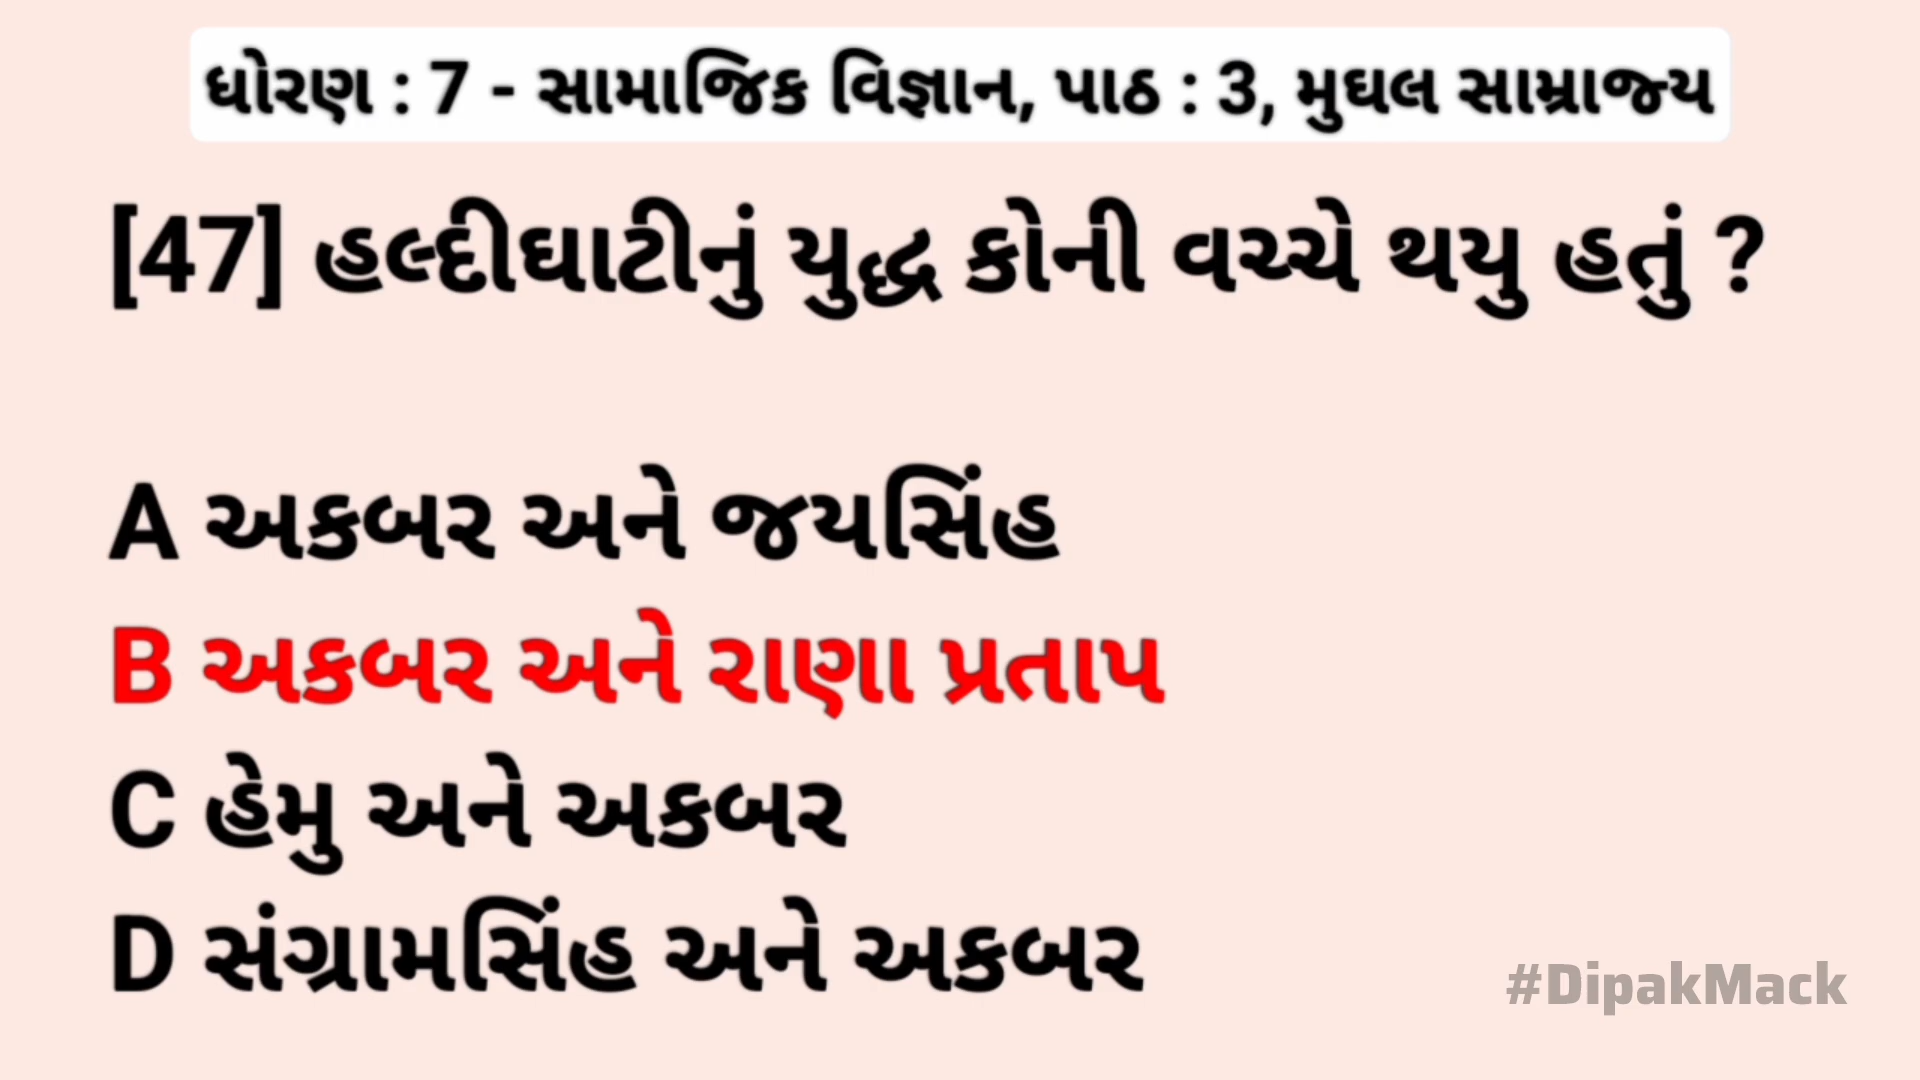 ધોરણ : 7 - સામાજિક વિજ્ઞાન, પાઠ : 3, મુઘલ સામ્રાજ્ય
[47] હલ્દીઘાટીનું યુદ્ધ કોની વચ્ચે થયુ હતું ?
A અકબર અને જયસિંહ
B અકબર અને રાણા પ્રતાપ
C હેમુ અને અકબર
D સંગ્રામસિંહ અને અકબર
#DipakMack